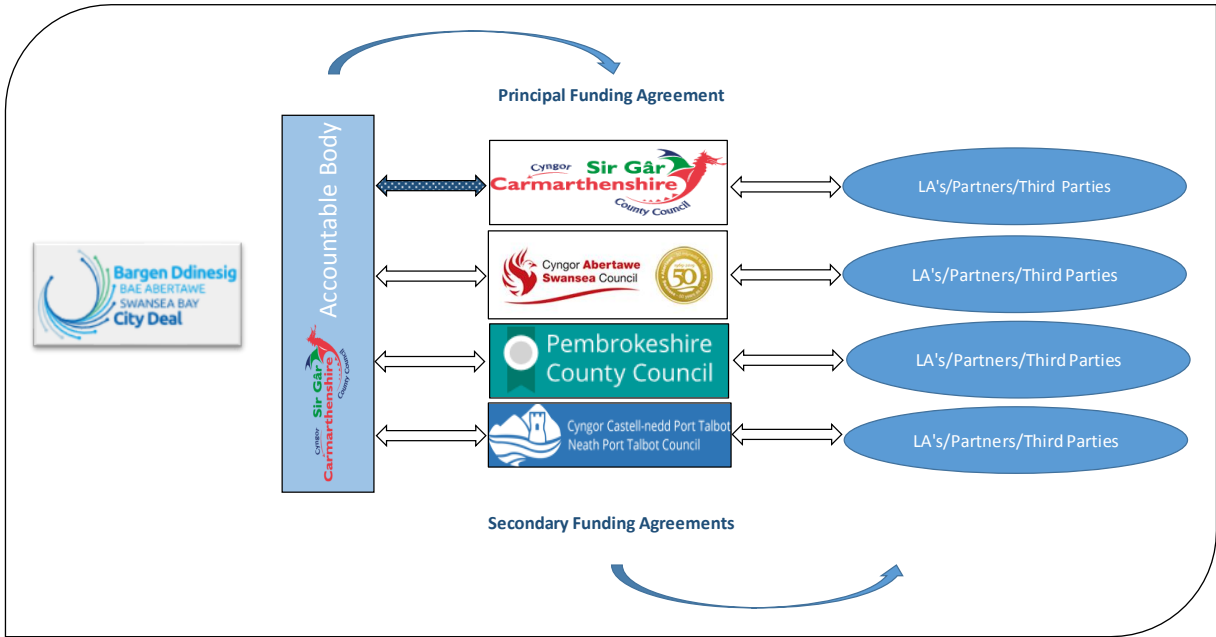 Principal Funding Agreement
Bargen Ddinesig
BAE ABERTAWE
SWANSEA BAY
City Deal
Accountable Body
Cyngor
Sir Gâr
Carmarthenshire
County Council
Cyngor
Sir Gâr
Carmarthenshire
County Council
LA's/Partners/Third Parties
Cyngor Abertawe
Swansea Council
50
LA's/Partners/Third Parties
Pembrokeshire
County Council
LA's/Partners/Third Parties
Cyngor Castell-nedd Port Talbot
Neath Port Talbot Council
LA's/Partners/Third Parties
Secondary Funding Agreements